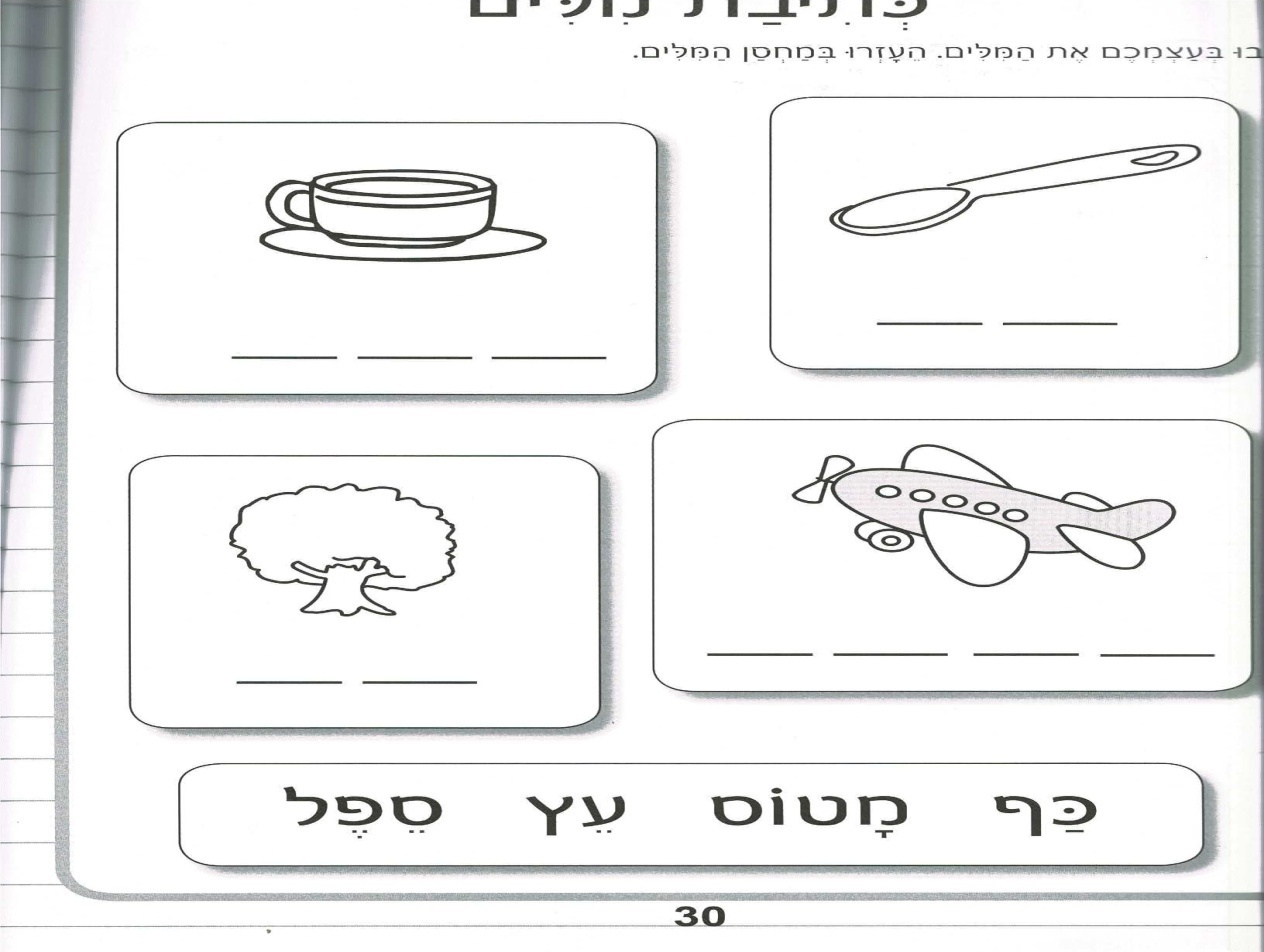 כְּתִיבַת מִלִּים
בְּעַצְמְכֶם אֶת הַמִּלִּים. הֵעָזְרוּ בְּמַחְסַן הַמִּלִּים.
כַּף מָטוֹס עֵץ סֵפֶל
30